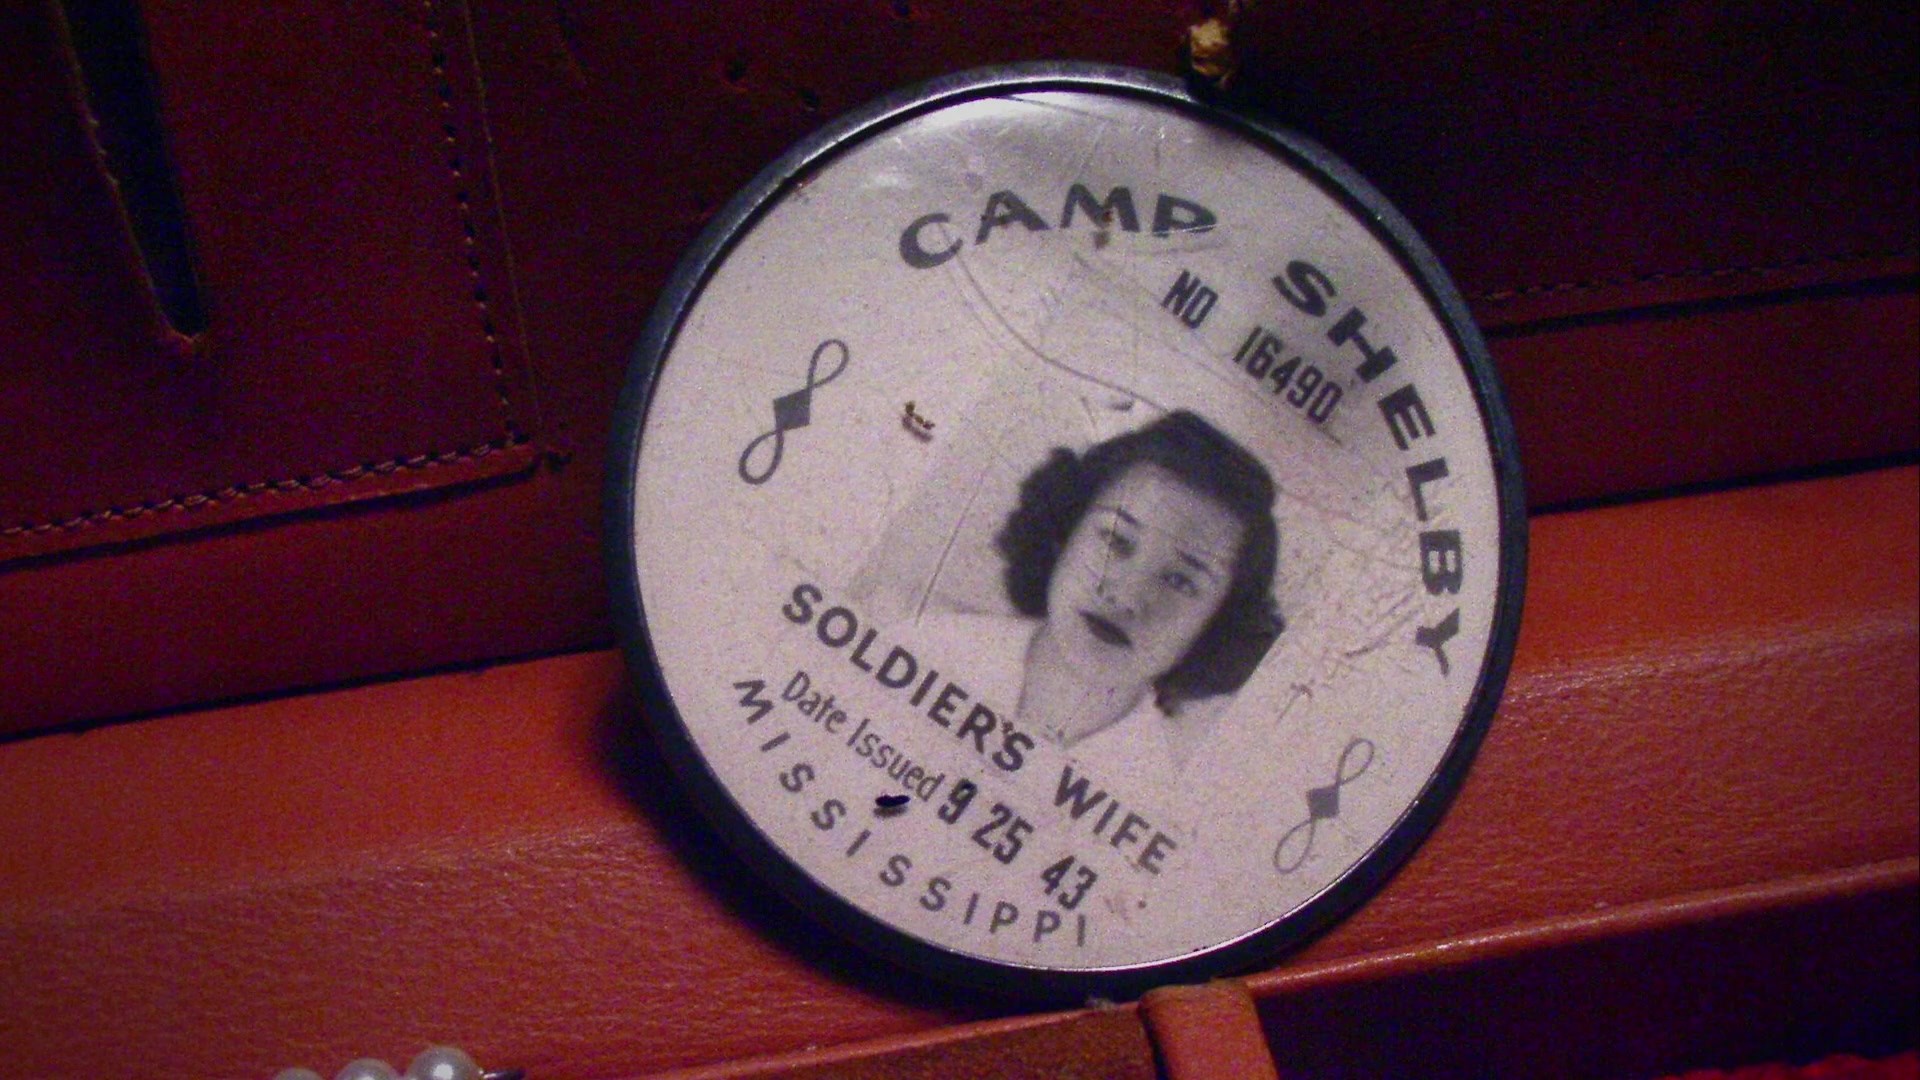 CAMP SHELBY
NO 16490
SOLDIER'S WIFE
Date Issued 9 25 43
MISSISSIPPI